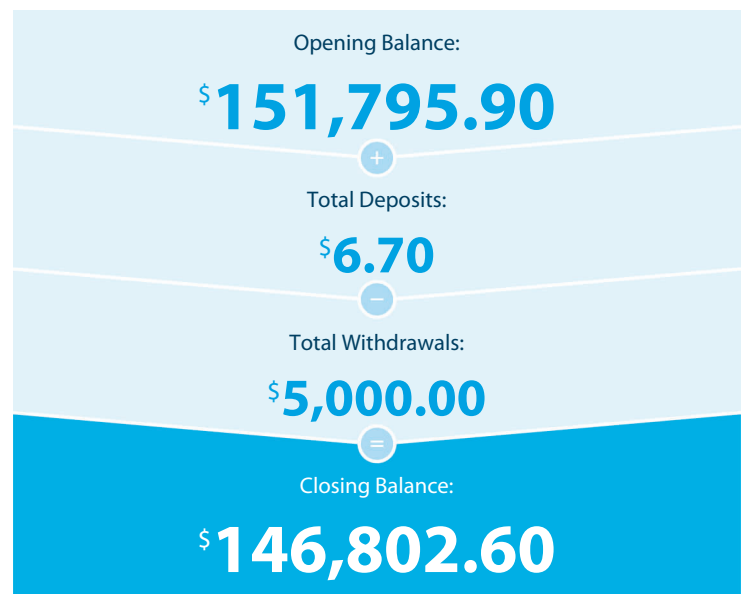 Opening Balance:
$151,795.90
+
Total Deposits:
$6.70
−
Total Withdrawals:
$5,000.00
=
Closing Balance:
$146,802.60